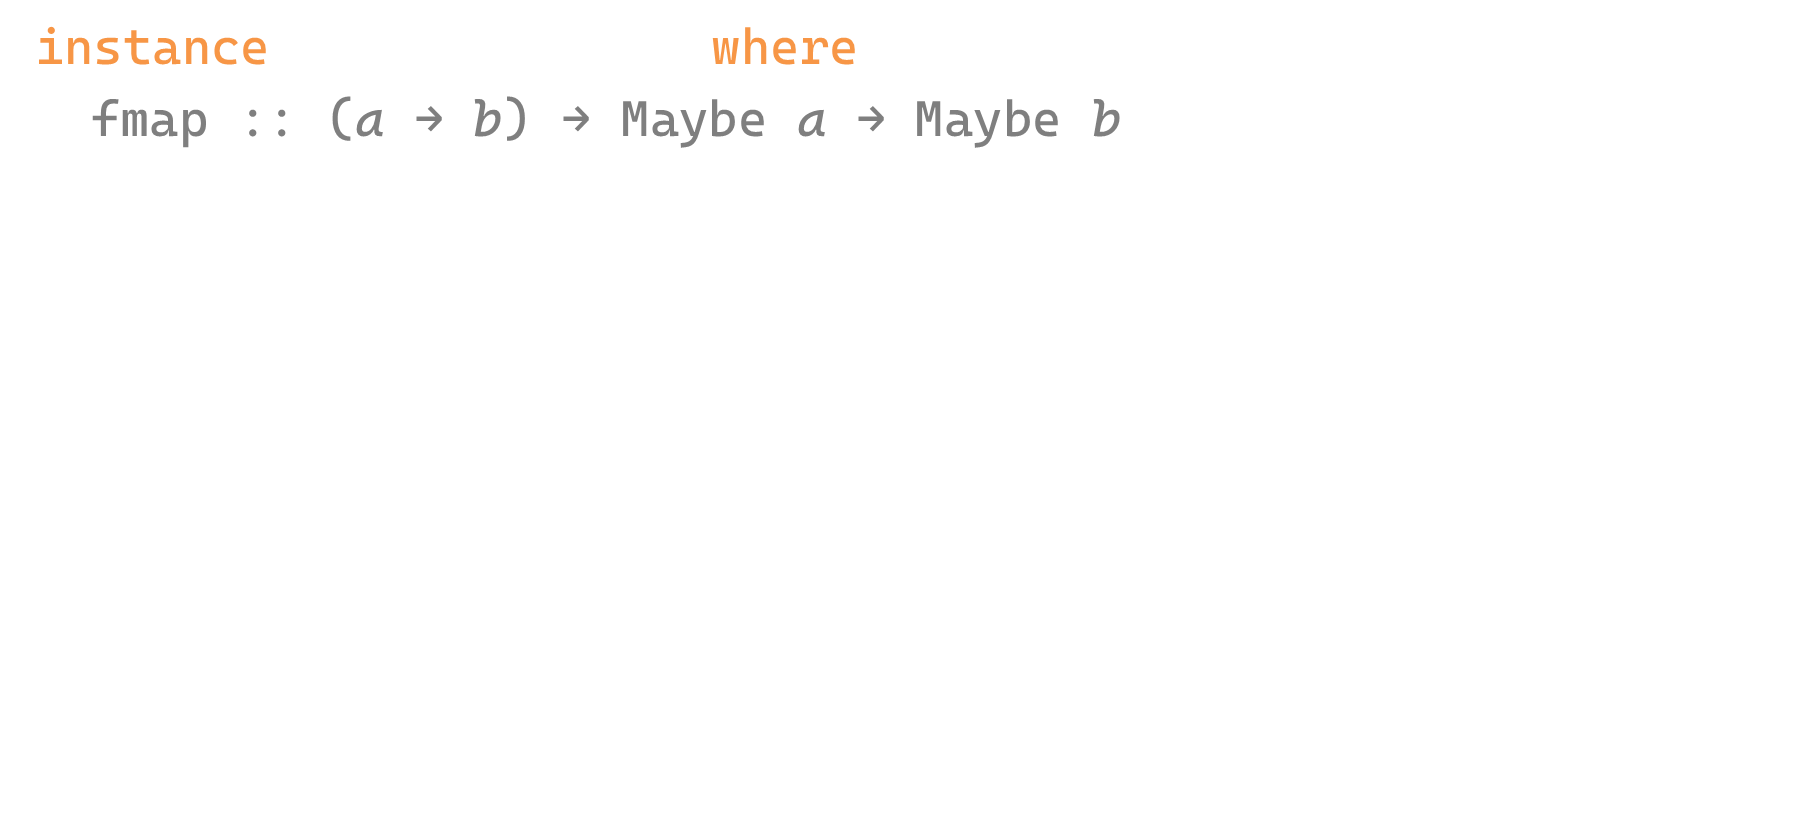 instance where
fmap :: (a → b) → Maybe a → Maybe b